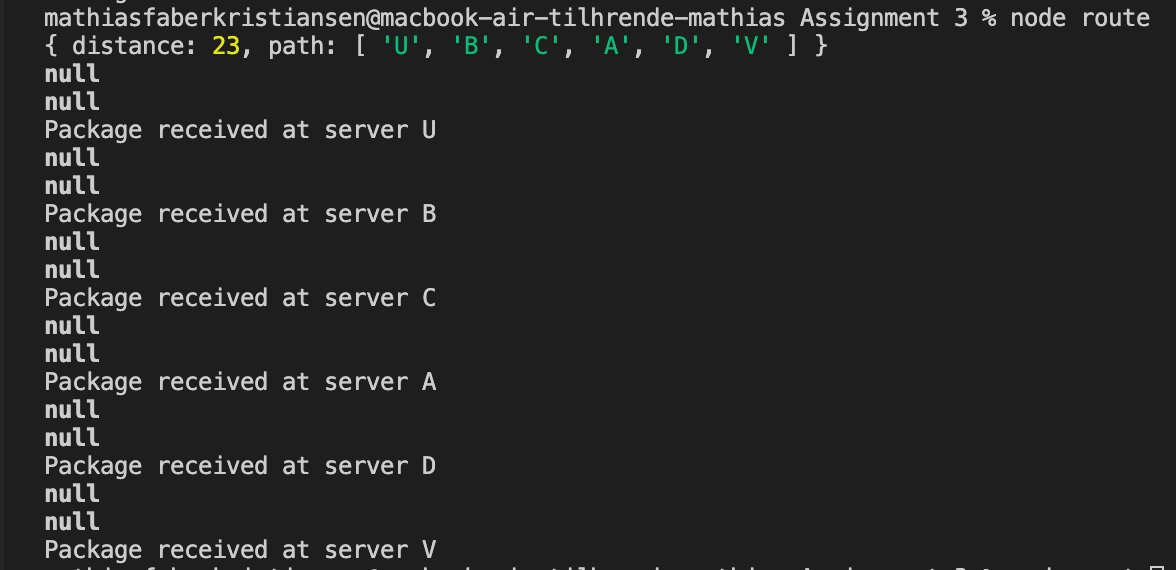 mathiasfaberkristiansen@macbook-air-tilhrende-mathias Assignment 3 % node route
{ distance: 23, path: [ 'U', 'B', 'C', 'A', 'D', 'V' ] }
null
null
Package received at server U
null
null
Package received at server B
null
null
Package received at server C
null
null
Package received at server A
null
null
Package received at server D
null
null
Package received at server V